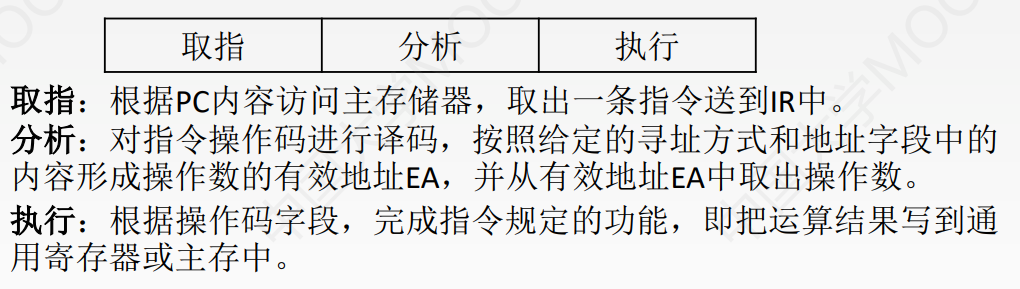 取指 分析 执行
取指：根据PC内容访问主存储器，取出一条指令送到IR中。
分析：对指令操作码进行译码，按照给定的寻址方式和地址字段中的
内容形成操作数的有效地址EA，并从有效地址EA中取出操作数。
执行：根据操作码字段，完成指令规定的功能，即把运算结果写到通
用寄存器或主存中。